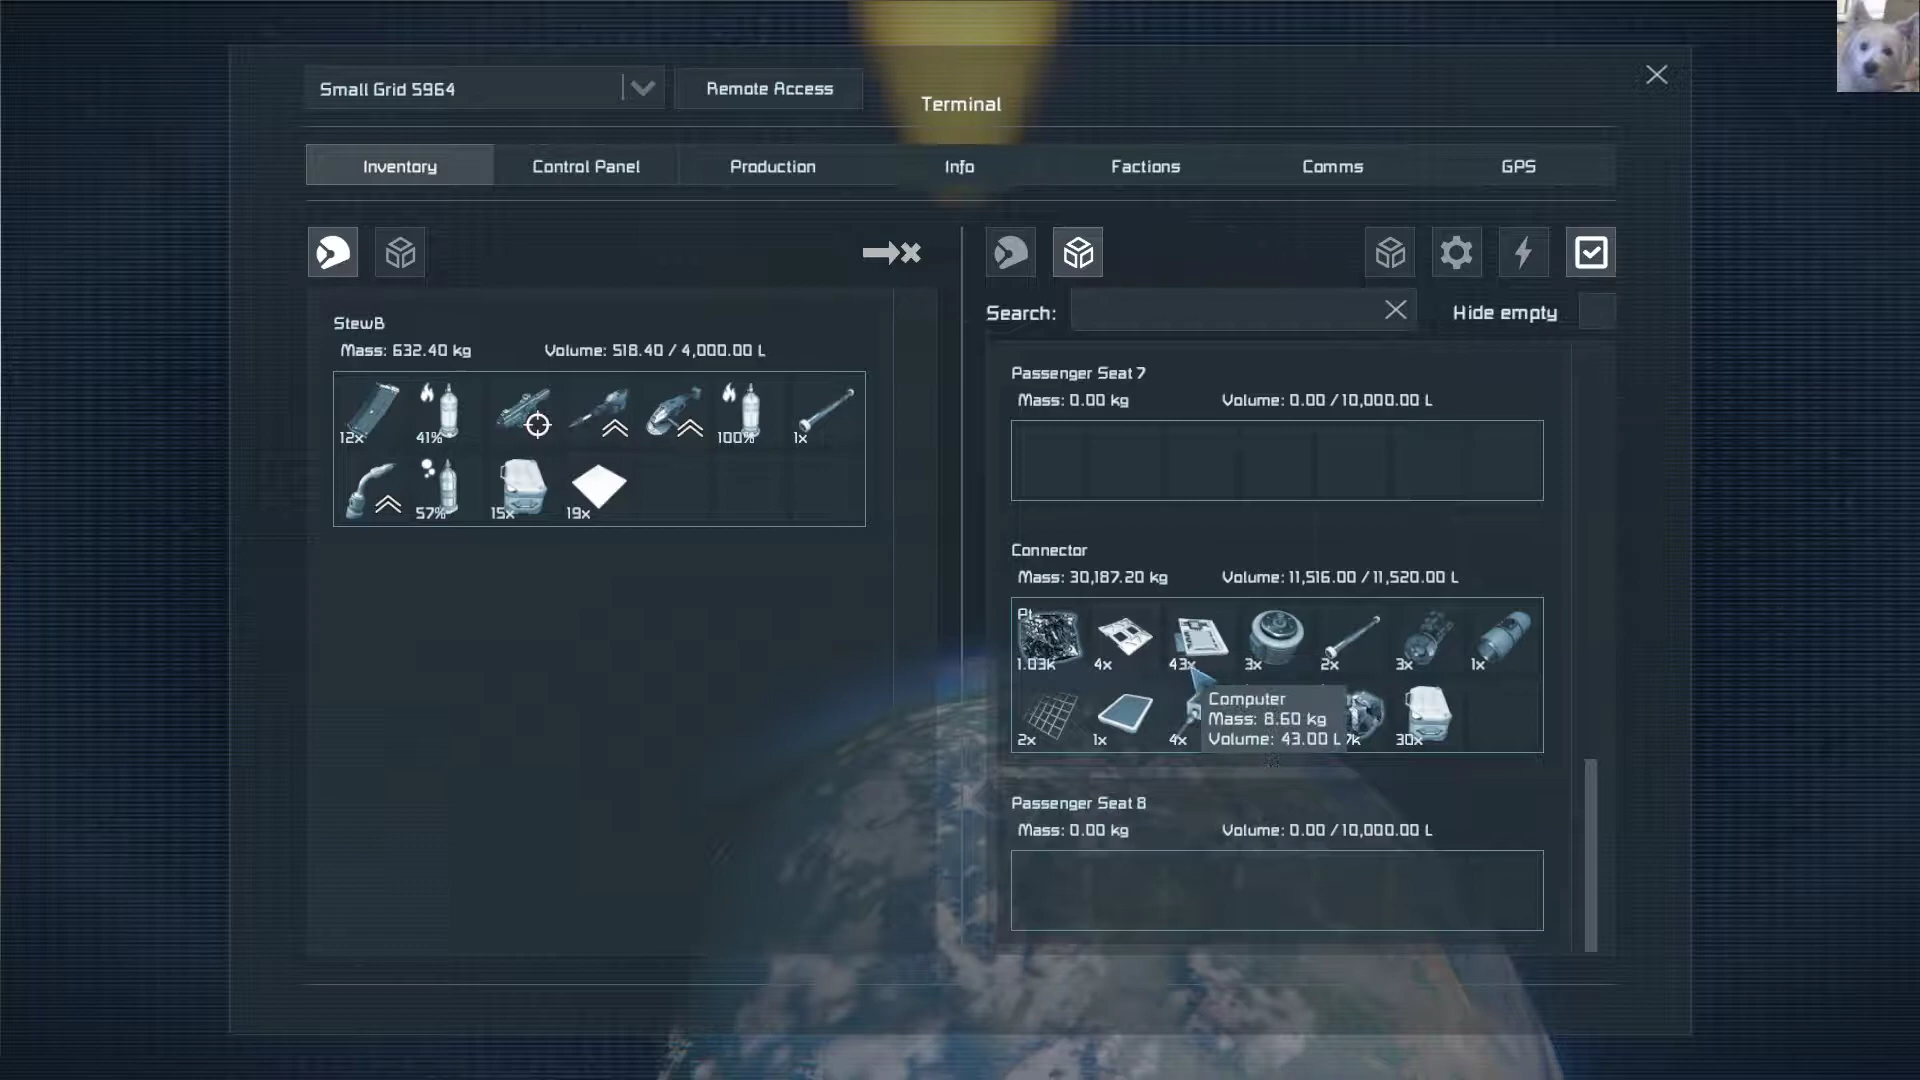 Small Grid 5964
Remote Access
Terminal
Inventory
Control Panel
Production
Info
Factions
Comms
GPS
StewB
Mass: 632.40 kg
Volume: 518.40 / 4,000.00 L
12x
41%
100%
1x
57%
15x
19x
Search:
Hide empty
Passenger Seat 7
Mass: 0.00 kg
Volume: 0.00 / 10,000.00 L
Connector
Mass: 30,187.20 kg
Volume: 11,516.00 / 11,520.00 L
Pt
1.03k
4x
43x
3x
2x
3x
1x
2x
1x
4x
Computer
Mass: 8.60 kg
Volume: 43.00 L
30x
Passenger Seat 8
Mass: 0.00 kg
Volume: 0.00 / 10,000.00 L